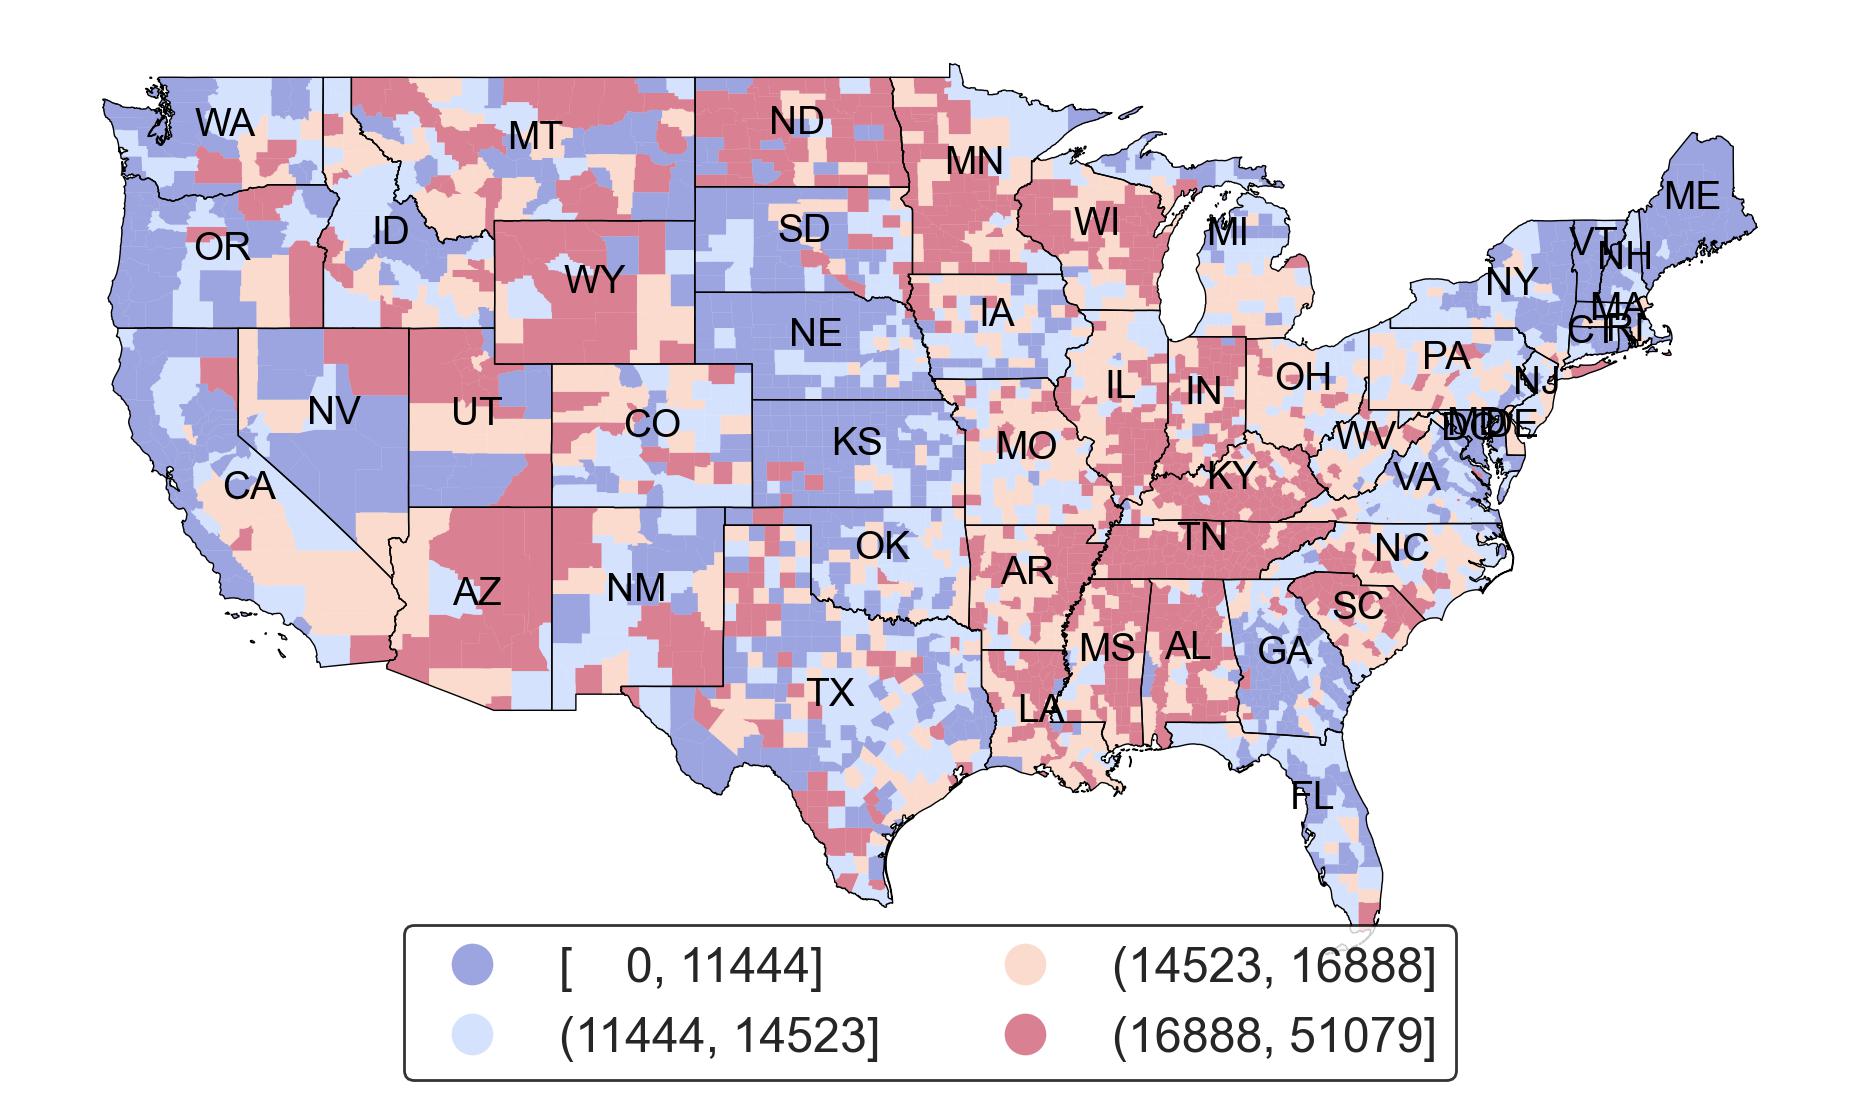 WA
MT
ND
MN
ME
OR
ID
SD
WI
MI
VT
NH
NY
WY
MA
CT
RI
IA
NE
PA
NJ
OH
NV
UT
CO
IL
IN
KS
MO
WV
MD
DC
DE
CA
KY
VA
OK
TN
NC
AZ
NM
AR
SC
MS
AL
GA
TX
LA
FL
[ 0, 11444]
(14523, 16888]
(11444, 14523]
(16888, 51079]